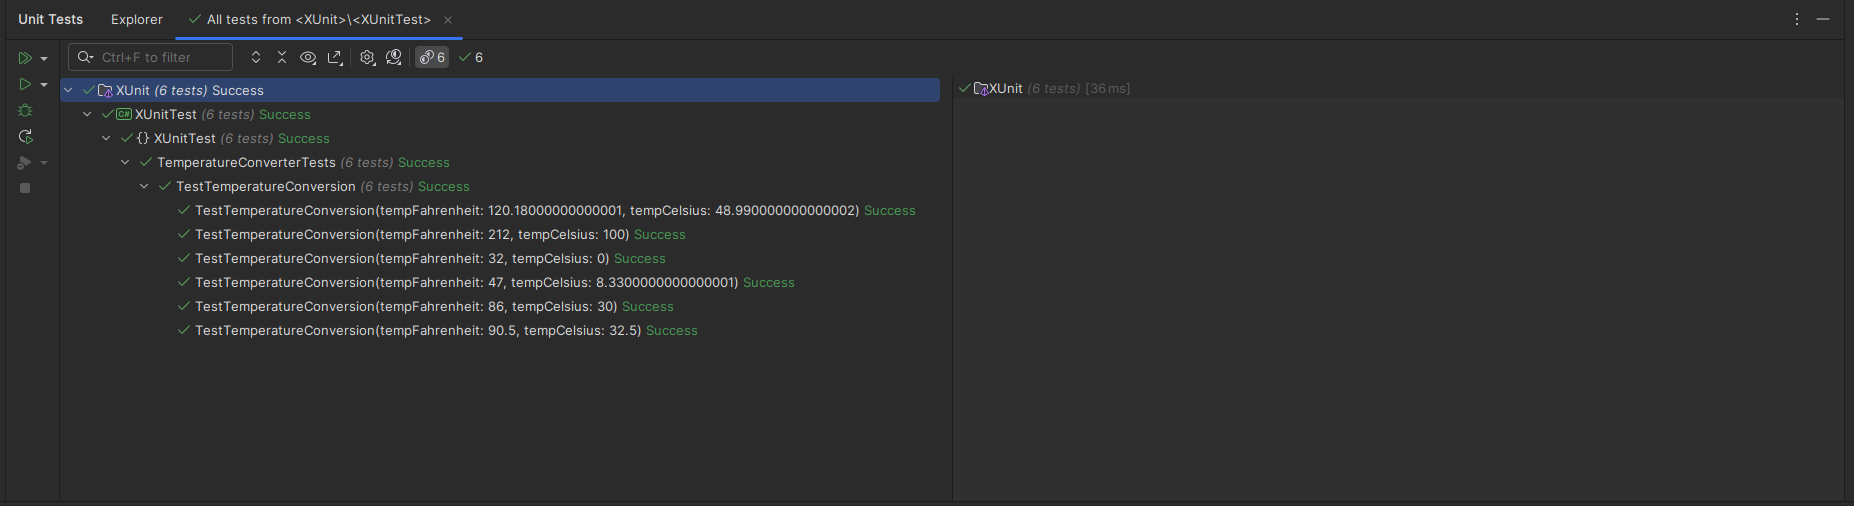 Unit Tests Explorer All tests from <XUnit>\<XUnitTest>
Ctrl+F to filter 6 6
XUnit (6 tests) Success
XUnit (6 tests) [36 ms]
C# XUnitTest (6 tests) Success
{} XUnitTest (6 tests) Success
TemperatureConverterTests (6 tests) Success
TestTemperatureConversion (6 tests) Success
TestTemperatureConversion(tempFahrenheit: 120.18000000000001, tempCelsius: 48.990000000000002) Success
TestTemperatureConversion(tempFahrenheit: 212, tempCelsius: 100) Success
TestTemperatureConversion(tempFahrenheit: 32, tempCelsius: 0) Success
TestTemperatureConversion(tempFahrenheit: 47, tempCelsius: 8.3300000000000001) Success
TestTemperatureConversion(tempFahrenheit: 86, tempCelsius: 30) Success
TestTemperatureConversion(tempFahrenheit: 90.5, tempCelsius: 32.5) Success